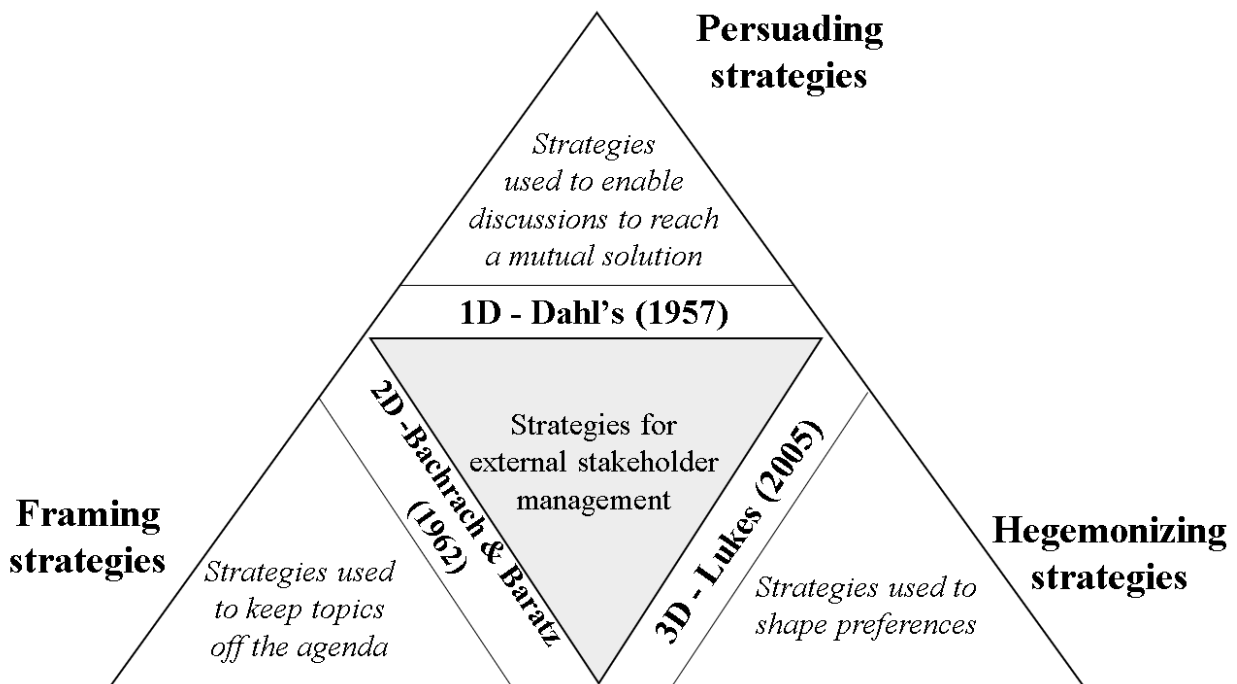 Persuading
strategies
Strategies
used to enable
discussions to reach
a mutual solution
1D - Dahl's (1957)
2D -Bachrach & Baratz
(1962)
Strategies for
external stakeholder
management
3D - Lukes (2005)
Framing
strategies
Strategies used
to keep topics
off the agenda
Hegemonizing
strategies
Strategies used to
shape preferences